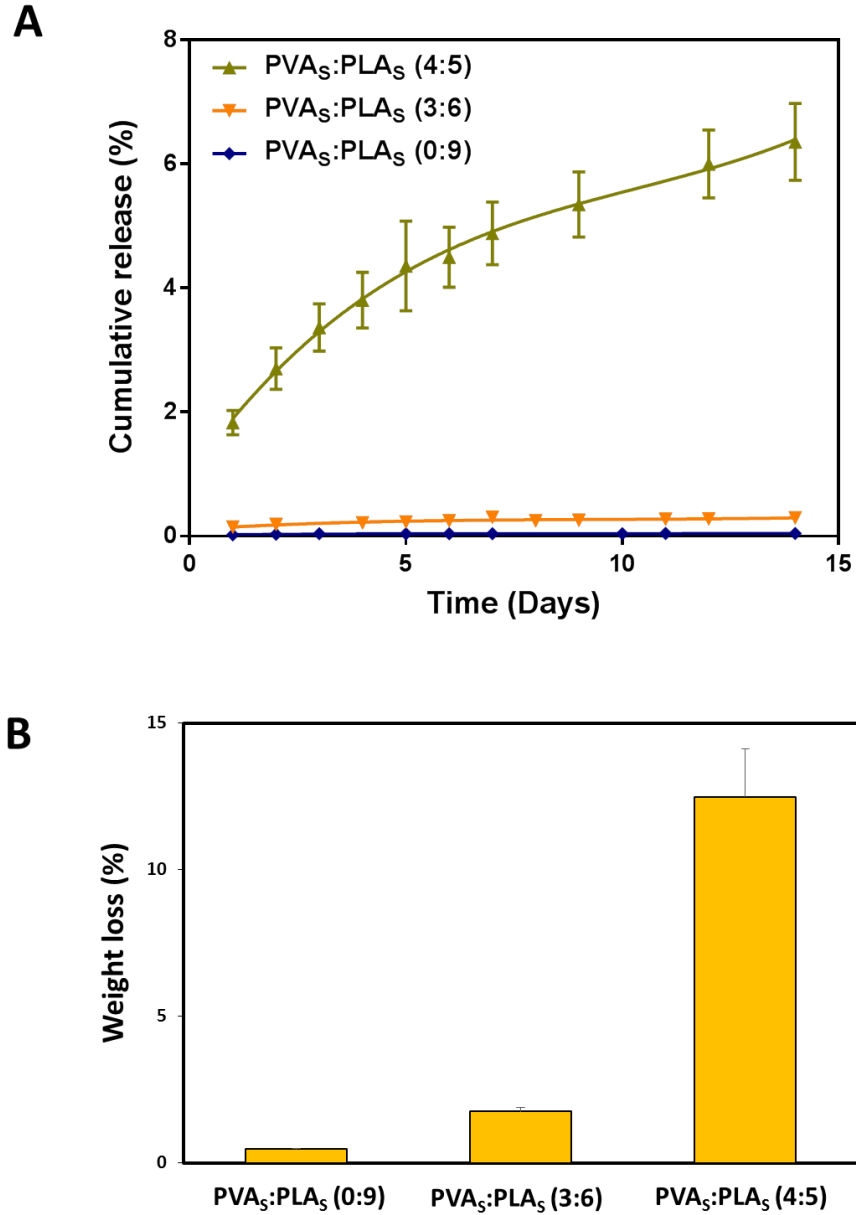 A
8
PVAS:PLAS (4:5)
PVAS:PLAS (3:6)
PVAS:PLAS (0:9)
6
4
2
0
Cumulative release (%)
0 5 10 15
Time (Days)
B
15
10
5
0
Weight loss (%)
PVAS:PLAS (0:9) PVAS:PLAS (3:6) PVAS:PLAS (4:5)